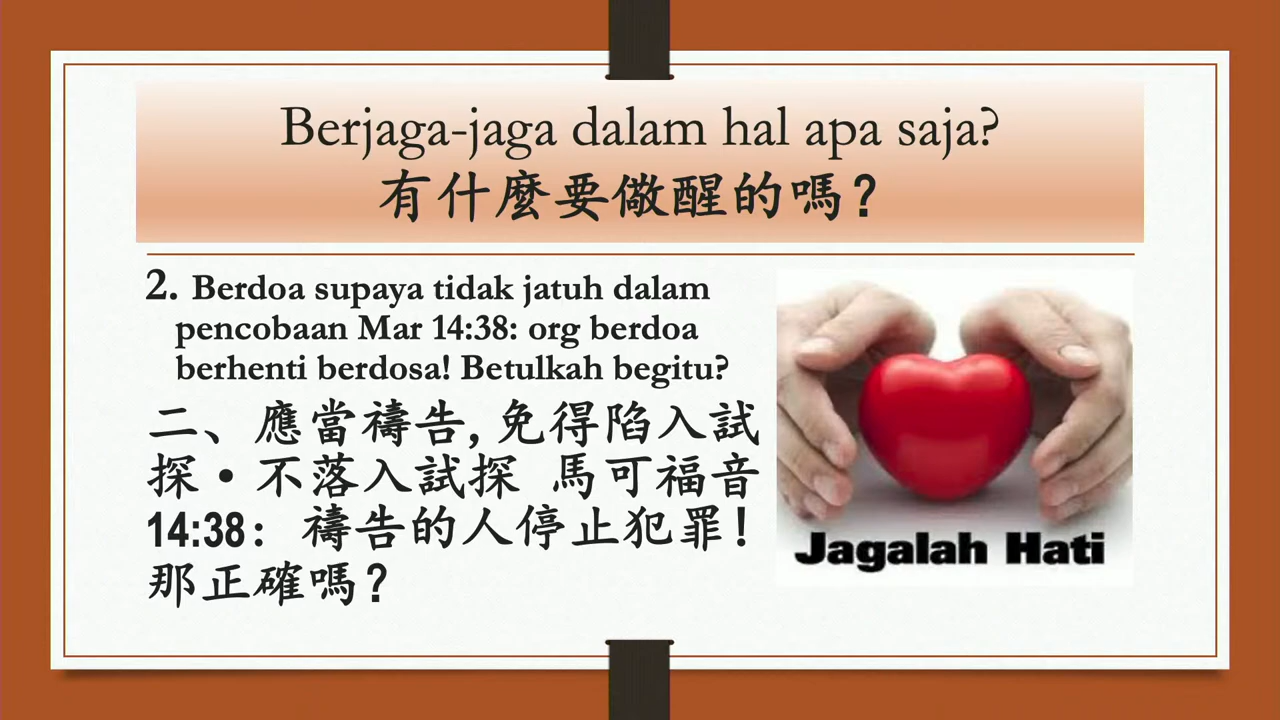 Berjaga-jaga dalam hal apa saja?
有什麼要儆醒的嗎?
2. Berdoa supaya tidak jatuh dalam
pencobaan Mar 14:38: org berdoa
berhenti berdosa! Betulkah begitu?
二、應當禱告,免得陷入試
探•不落入試探 馬可福音
14:38: 禱告的人停止犯罪!
那正確嗎?
Jagalah Hati